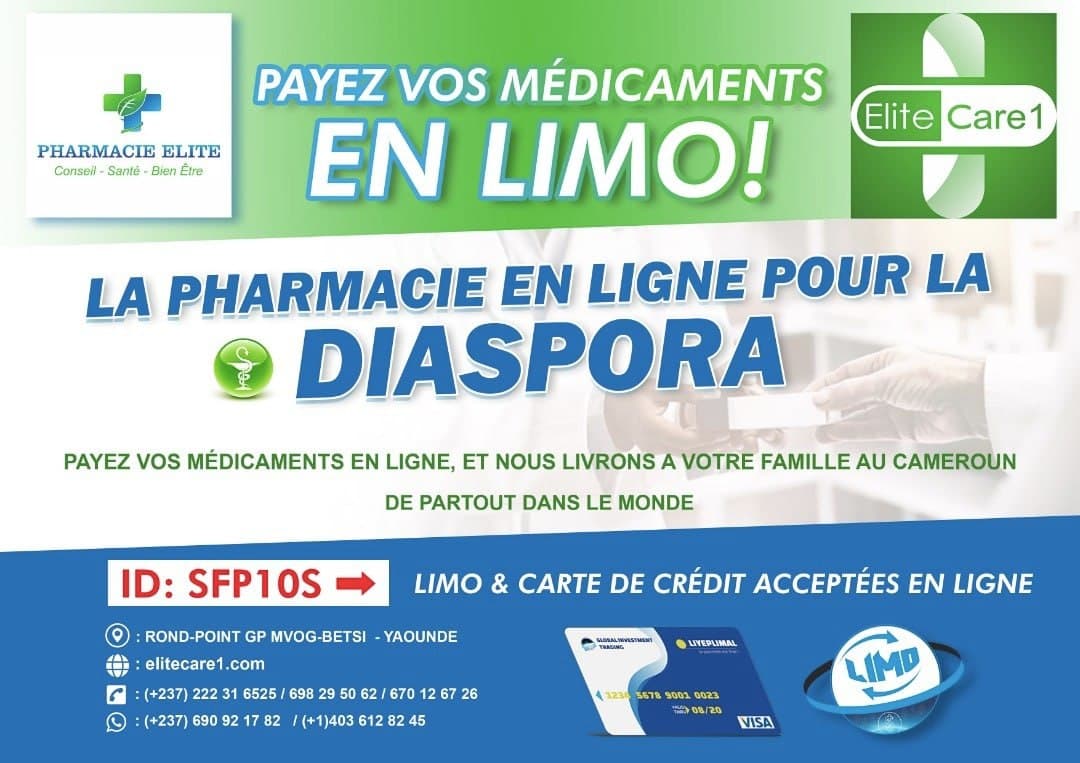 PHARMACIE ELITE
Conseil - Santé - Bien Être
PAYEZ VOS MÉDICAMENTS
EN LIMO!
Elite Care1
LA PHARMACIE EN LIGNE POUR LA
DIASPORA
PAYEZ VOS MÉDICAMENTS EN LIGNE, ET NOUS LIVRONS A VOTRE FAMILLE AU CAMEROUN
DE PARTOUT DANS LE MONDE
ID: SFP10S
LIMO & CARTE DE CRÉDIT ACCEPTÉES EN LIGNE
: ROND-POINT GP MVOG-BETSI - YAOUNDE
: elitecare1.com
: (+237) 222 31 6525 / 698 29 50 62 / 670 12 67 26
: (+237) 690 92 17 82 / (+1)403 612 82 45
GLOBAL INVESTMENT
TRADING
LIYEPLIMAL
1234 5678 9001 0023
08/20
VISA
LIMO